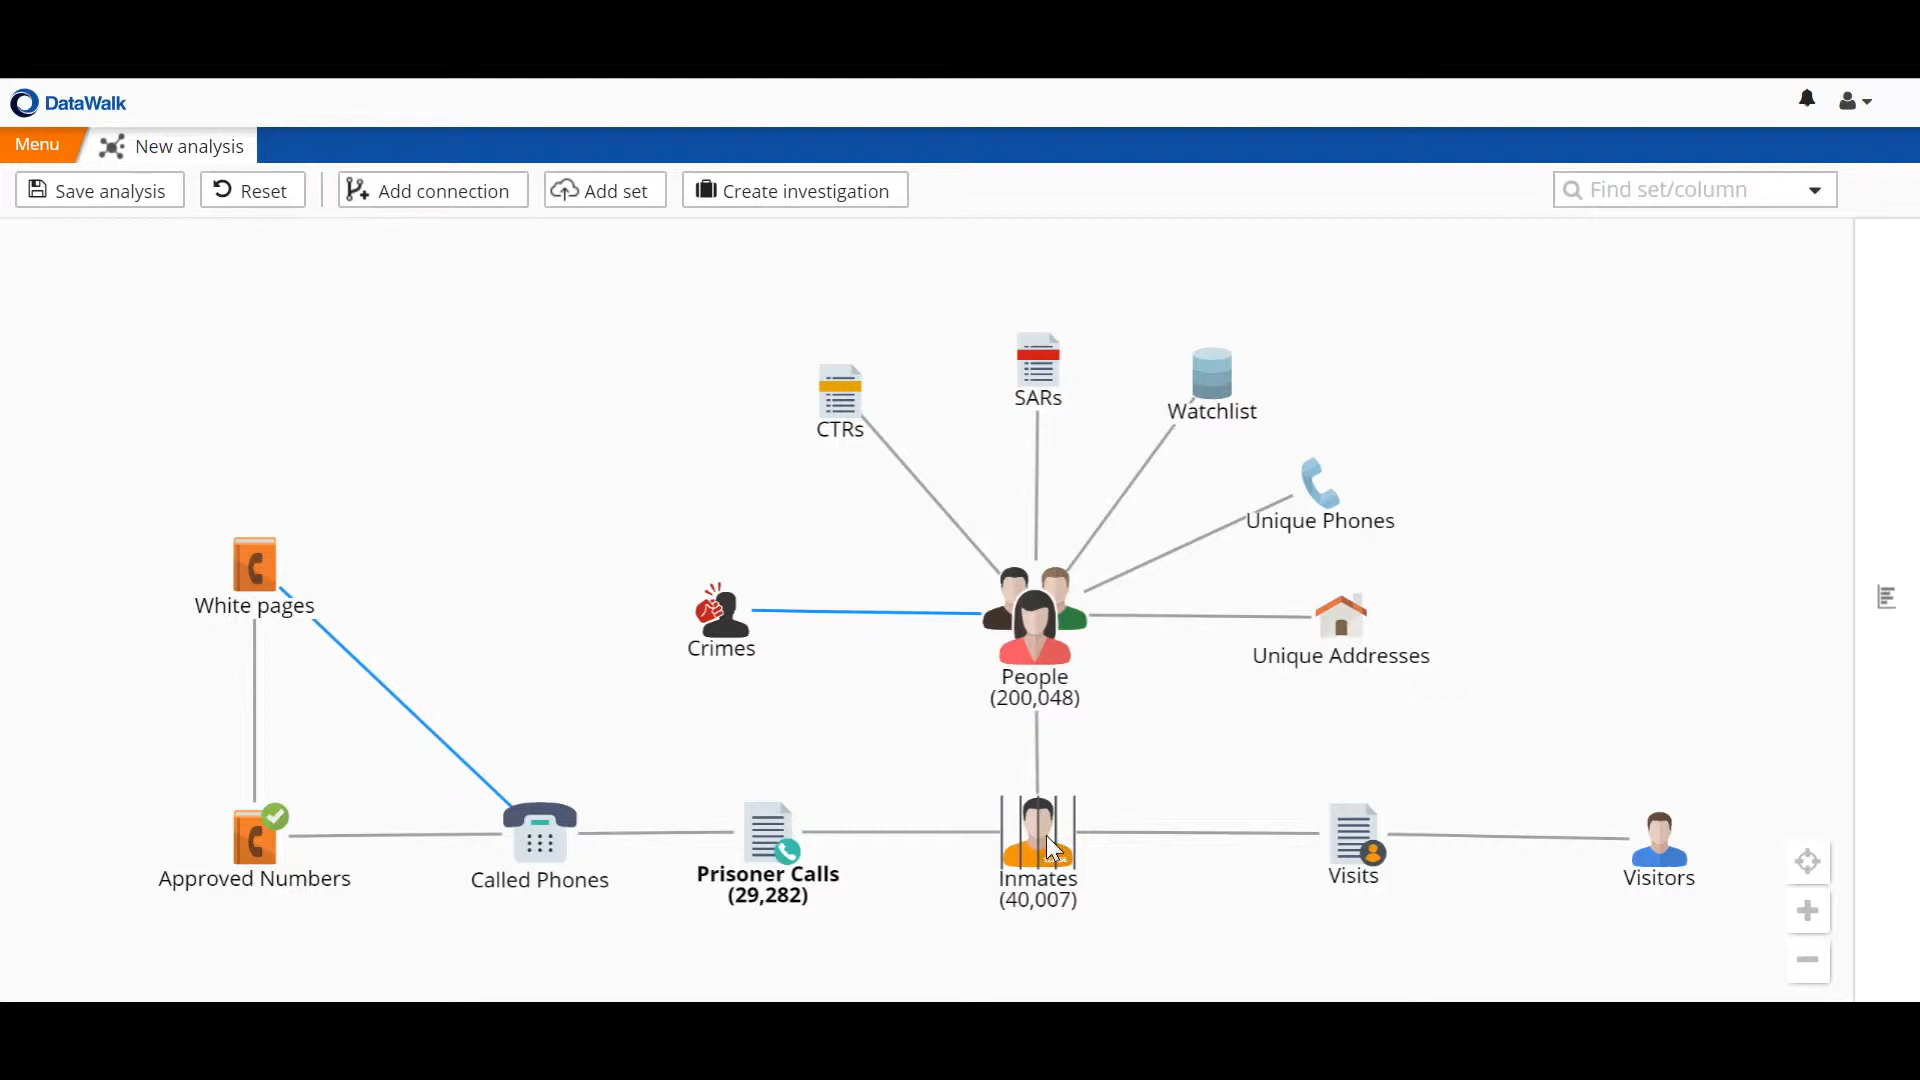 DataWalk
Menu
New analysis
Save analysis
Reset
Add connection
Add set
Create investigation
Find set/column
SARs
CTRs
Watchlist
Unique Phones
White pages
Crimes
Unique Addresses
People
(200,048)
Approved Numbers
Called Phones
Prisoner Calls
(29,282)
Inmates
(40,007)
Visits
Visitors